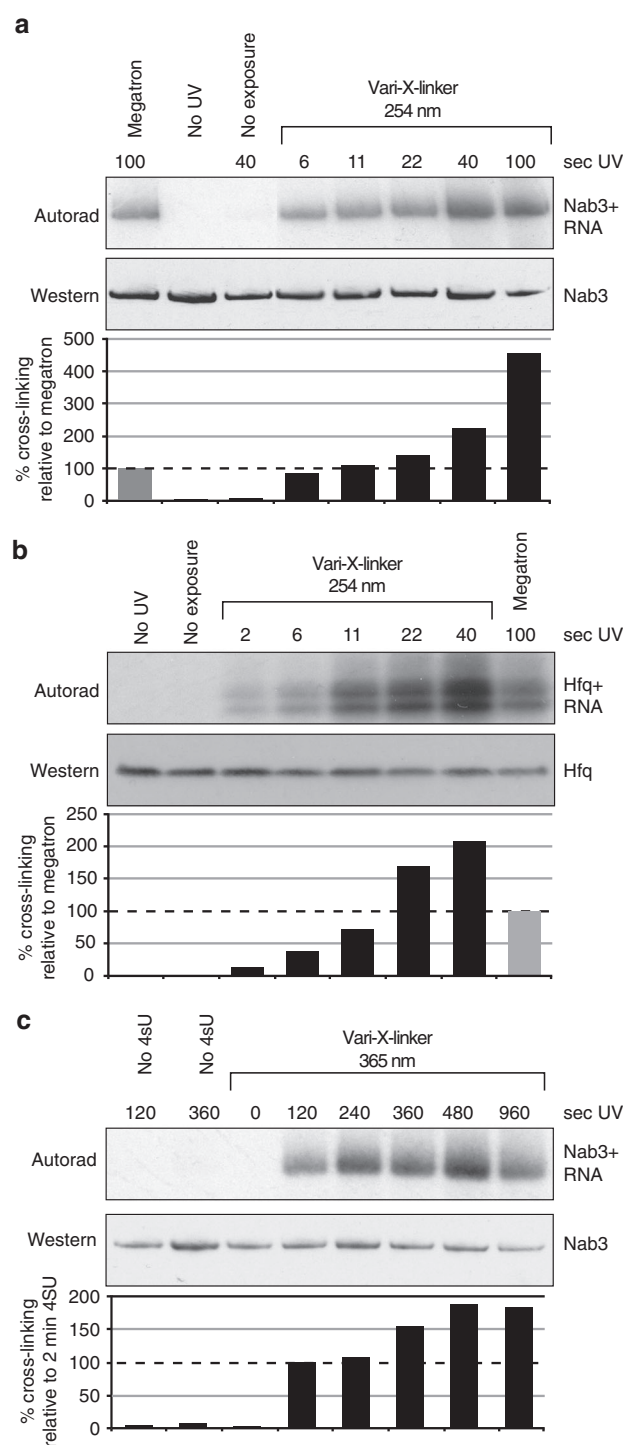 a
Megatron
No UV
No exposure
Vari-X-linker
254 nm
100 40 6 11 22 40 100 sec UV
Autorad
Nab3+
RNA
Western
Nab3
% cross-linking
relative to megatron
500
400
300
200
100
0
b
No UV
No exposure
Vari-X-linker
254 nm
Megatron
2 6 11 22 40 100 sec UV
Autorad
Hfq+
RNA
Western
Hfq
% cross-linking
relative to megatron
250
200
150
100
50
0
c
No 4sU
No 4sU
Vari-X-linker
365 nm
120 360 0 120 240 360 480 960 sec UV
Autorad
Nab3+
RNA
Western
Nab3
% cross-linking
relative to 2 min 4SU
200
150
100
50
0